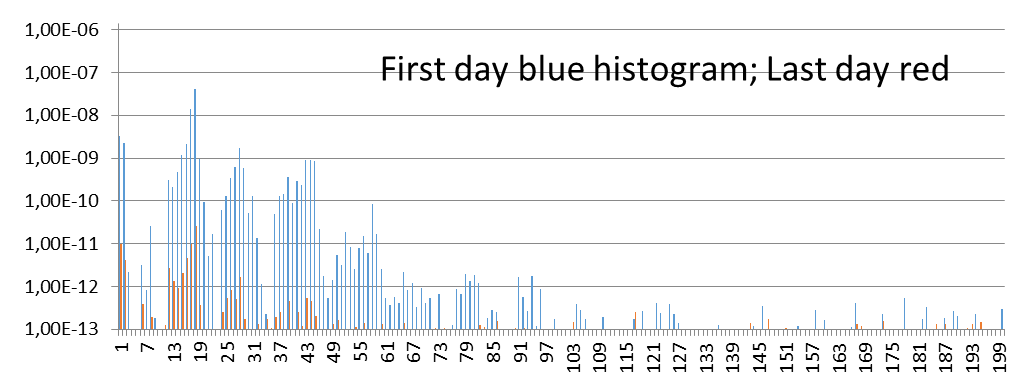 1,00E-06
First day blue histogram; Last day red
1,00E-07
1,00E-08
1,00E-09
1,00E-10
1,00E-11
1,00E-12
1,00E-13
1 7 13 19 25 31 37 43 49 55 61 67 73 79 85 91 97 103 109 115 121 127 133 139 145 151 157 163 169 175 181 187 193 199